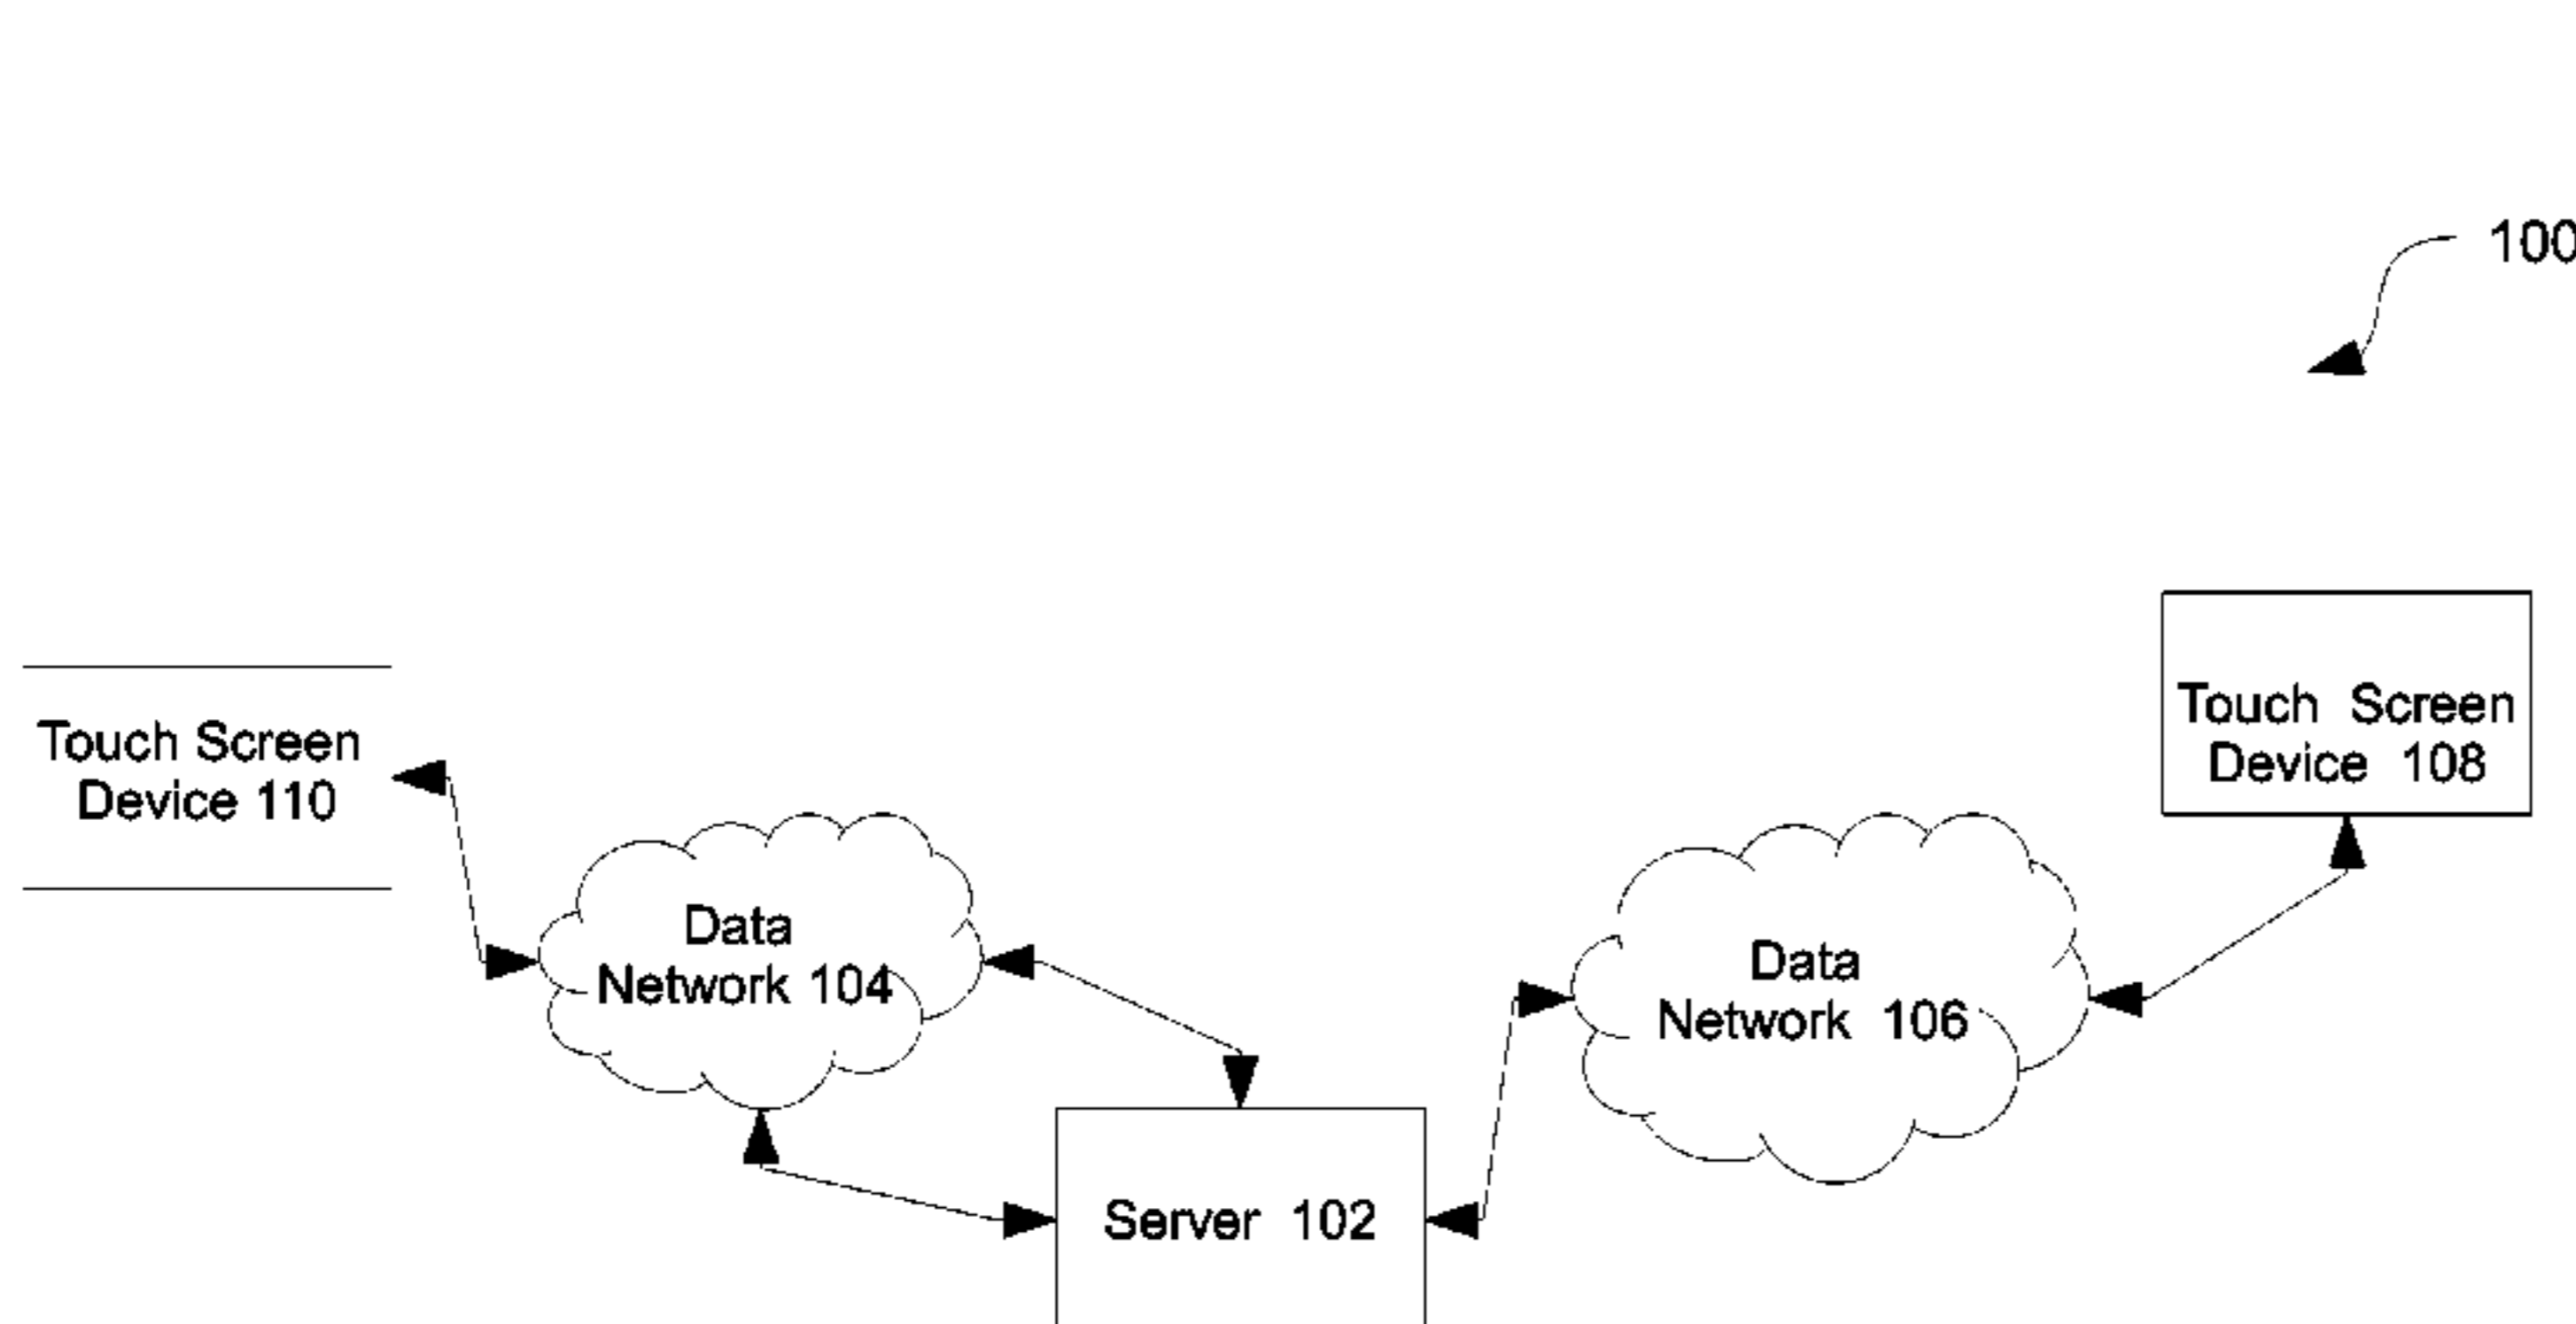 100
Touch Screen
Device 110
Data
Network 104
Data
Network 106
Touch Screen
Device 108
Server 102